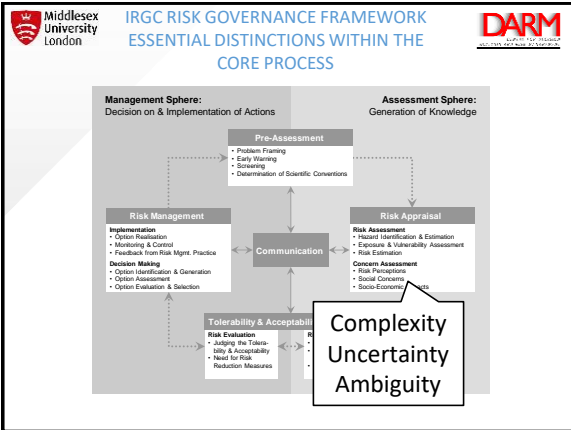 Middlesex
University
London
IRGC RISK GOVERNANCE FRAMEWORK
ESSENTIAL DISTINCTIONS WITHIN THE
CORE PROCESS
DARM
Management Sphere:
Decision on & Implementation of Actions
Assessment Sphere:
Generation of Knowledge
Pre-Assessment
• Problem Framing
• Early Warning
• Screening
• Determination of Scientific Conventions
Risk Management
Implementation
• Option Realisation
• Monitoring & Control
• Feedback from Risk Mgmt. Practice
Decision Making
• Option Identification & Generation
• Option Assessment
• Option Evaluation & Selection
Communication
Risk Appraisal
Risk Assessment
• Hazard Identification & Estimation
• Exposure & Vulnerability Assessment
• Risk Estimation
Concern Assessment
• Risk Perceptions
• Social Concerns
• Socio-Economic
Tolerability &
Risk Evaluation
• Judging the Tolera-
bility & Acceptability
• Need for Risk
Reduction Measures
Complexity
Uncertainty
Ambiguity